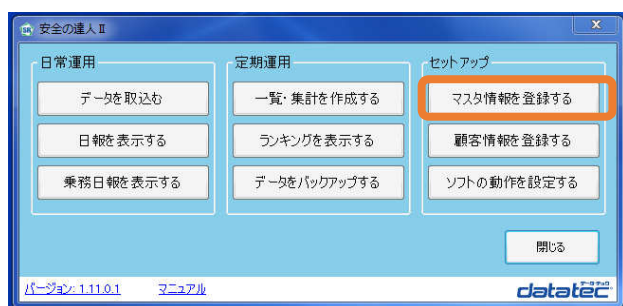 安全の達人Ⅱ
日常運用
データを取込む
日報を表示する
乗務日報を表示する
定期運用
一覧・集計を作成する
ランキングを表示する
データをバックアップする
セットアップ
マスタ情報を登録する
顧客情報を登録する
ソフトの動作を設定する
閉じる
バージョン: 1.11.0.1
マニュアル
データテック
datatec